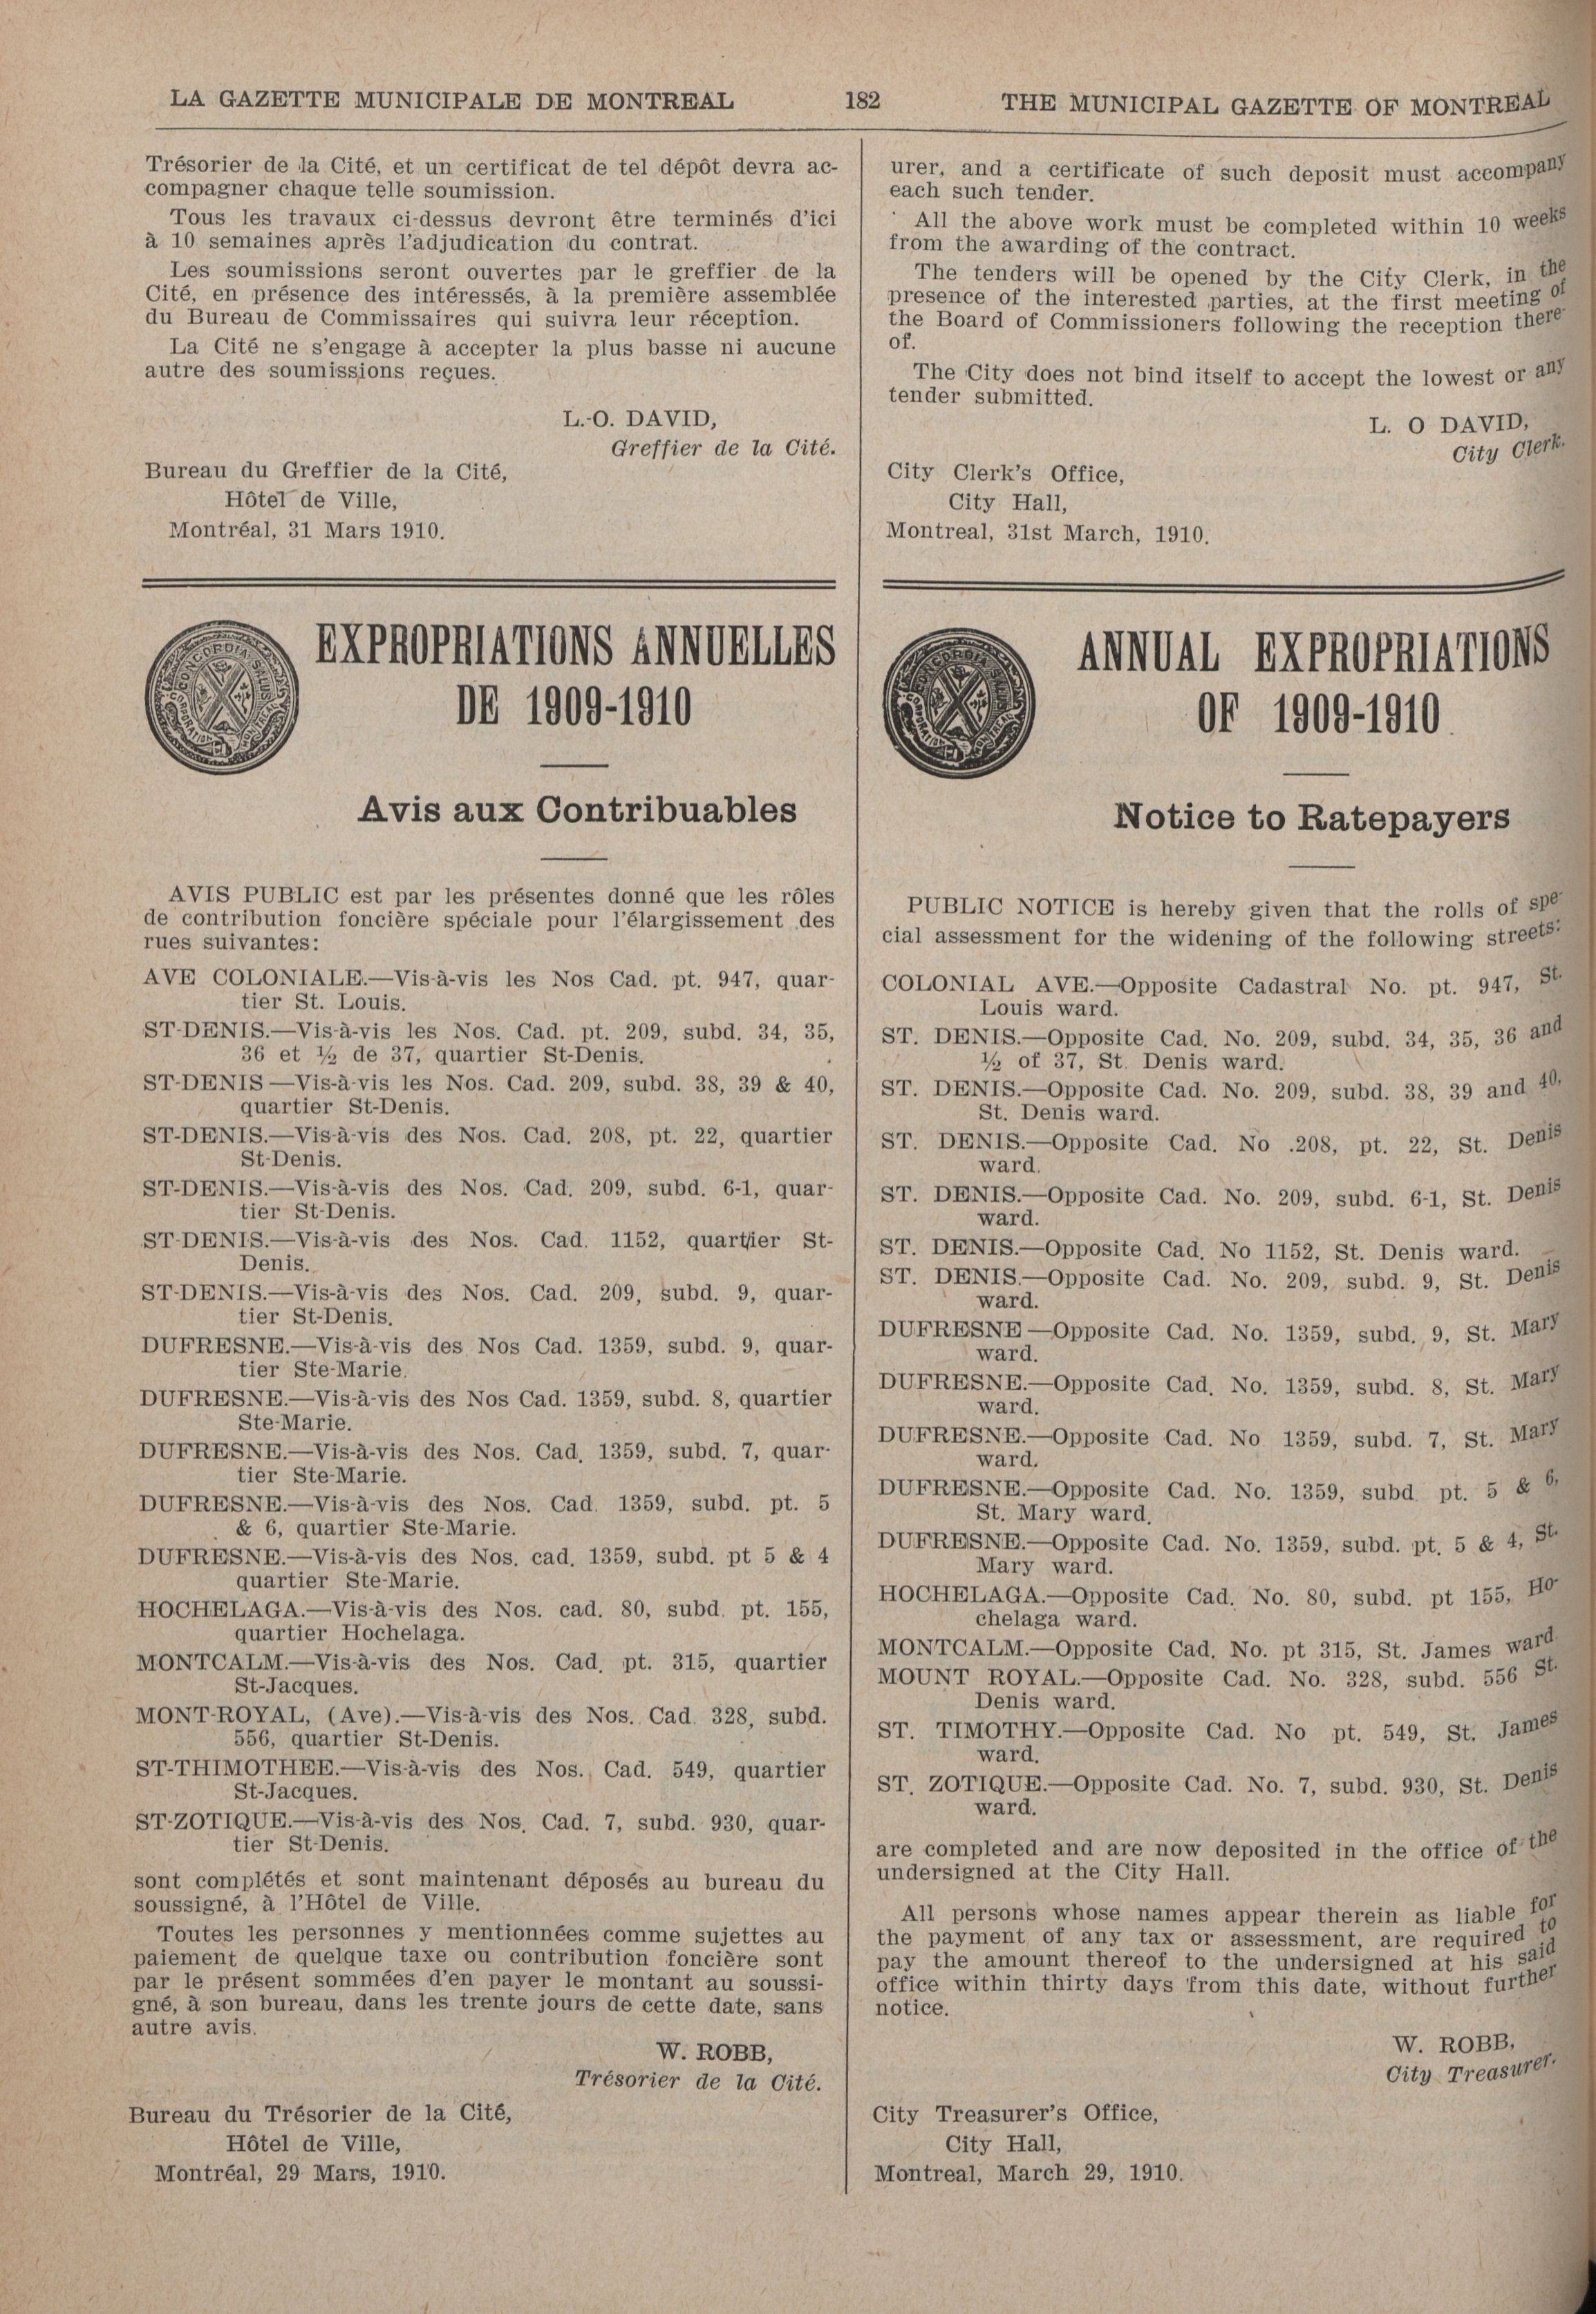 LA GAZETTE MUNICIPALE DE MONTREAL 182 THE MUNICIPAL GAZETTE OF MONTREAL
Trésorier de la Cité, et un certificat de tel dépôt devra ac-
compagner chaque telle soumission.
Tous les travaux ci-dessus devront être terminés d'ici
à 10 semaines après l'adjudication du contrat.
Les soumissions seront ouvertes par le greffier de la
Cité, en présence des intéressés, à la première assemblée
du Bureau de Commissaires qui suivra leur réception.
La Cité ne s'engage à accepter la plus basse ni aucune
autre des soumissions reçues.
L.-O. DAVID,
Greffier de la Cité.
Bureau du Greffier de la Cité,
Hôtel de Ville,
Montréal, 31 Mars 1910.
EXPROPRIATIONS ANNUELLES
DE 1909-1910
Avis aux Contribuables
AVIS PUBLIC est par les présentes donné que les rôles
de contribution foncière spéciale pour l'élargissement des
rues suivantes:
AVE COLONIALE.—Vis-à-vis les Nos Cad. pt. 947, quar-
tier St. Louis.
ST-DENIS.—Vis-à-vis les Nos. Cad. pt. 209, subd. 34, 35,
36 et ½ de 37, quartier St-Denis.
ST-DENIS—Vis-à-vis les Nos. Cad. 209, subd. 38, 39 & 40,
quartier St-Denis.
ST-DENIS.—Vis-à-vis des Nos. Cad. 208, pt. 22, quartier
St-Denis.
ST-DENIS.—Vis-à-vis des Nos. Cad. 209, subd. 6-1, quar-
tier St-Denis.
ST-DENIS.—Vis-à-vis des Nos. Cad. 1152, quartier St-
Denis.
ST-DENIS.—Vis-à-vis des Nos. Cad. 209, subd. 9, quar-
tier St-Denis.
DUFRESNE.—Vis-à-vis des Nos Cad. 1359, subd. 9, quar-
tier Ste-Marie.
DUFRESNE.—Vis-à-vis des Nos Cad. 1359, subd. 8, quartier
Ste-Marie.
DUFRESNE.—Vis-à-vis des Nos. Cad. 1359, subd. 7, quar-
tier Ste-Marie.
DUFRESNE.—Vis-à-vis des Nos. Cad. 1359, subd. pt. 5
& 6, quartier Ste-Marie.
DUFRESNE.—Vis-à-vis des Nos. cad. 1359, subd. pt 5 & 4
quartier Ste-Marie.
HOCHELAGA.—Vis-à-vis des Nos. cad. 80, subd. pt. 155,
quartier Hochelaga.
MONTCALM.—Vis-à-vis des Nos. Cad. pt. 315, quartier
St-Jacques.
MONT-ROYAL, (Ave).—Vis-à-vis des Nos. Cad. 328, subd.
556, quartier St-Denis.
ST-THIMOTHEE.—Vis-à-vis des Nos. Cad. 549, quartier
St-Jacques.
ST-ZOTIQUE.—Vis-à-vis des Nos. Cad. 7, subd. 930, quar-
tier St-Denis.
sont complétés et sont maintenant déposés au bureau du
soussigné, à l'Hôtel de Ville.
Toutes les personnes y mentionnées comme sujettes au
paiement de quelque taxe ou contribution foncière sont
par le présent sommées d'en payer le montant au soussi-
gné, à son bureau, dans les trente jours de cette date, sans
autre avis.
W. ROBB,
Trésorier de la Cité.
Bureau du Trésorier de la Cité,
Hôtel de Ville,
Montréal, 29 Mars, 1910.
urer, and a certificate of such deposit must accompany
each such tender.
All the above work must be completed within 10 weeks
from the awarding of the contract.
The tenders will be opened by the City Clerk, in the
presence of the interested parties, at the first meeting of
the Board of Commissioners following the reception there-
of.
The City does not bind itself to accept the lowest or any
tender submitted.
L. O DAVID,
City Clerk.
City Clerk's Office,
City Hall,
Montreal, 31st March, 1910.
ANNUAL EXPROPRIATIONS
OF 1909-1910
Notice to Ratepayers
PUBLIC NOTICE is hereby given that the rolls of spe-
cial assessment for the widening of the following streets:
COLONIAL AVE.—Opposite Cadastral No. pt. 947, St.
Louis ward.
ST. DENIS.—Opposite Cad. No. 209, subd. 34, 35, 36 and
½ of 37, St. Denis ward.
ST. DENIS.—Opposite Cad. No. 209, subd. 38, 39 and 40,
St. Denis ward.
ST. DENIS.—Opposite Cad. No .208, pt. 22, St. Denis
ward.
ST. DENIS.—Opposite Cad. No. 209, subd. 6-1, St. Denis
ward.
ST. DENIS.—Opposite Cad. No 1152, St. Denis ward.
ST. DENIS.—Opposite Cad. No. 209, subd. 9, St. Denis
ward.
DUFRESNE—Opposite Cad. No. 1359, subd. 9, St. Mary
ward.
DUFRESNE.—Opposite Cad. No. 1359, subd. 8, St. Mary
ward.
DUFRESNE.—Opposite Cad. No 1359, subd. 7, St. Mary
ward.
DUFRESNE.—Opposite Cad. No. 1359, subd. pt. 5 & 6,
St. Mary ward.
DUFRESNE.—Opposite Cad. No. 1359, subd. pt. 5 & 4, St.
Mary ward.
HOCHELAGA.—Opposite Cad. No. 80, subd. pt 155, Ho-
chelaga ward.
MONTCALM.—Opposite Cad. No. pt 315, St. James ward.
MOUNT ROYAL.—Opposite Cad. No. 328, subd. 556 St.
Denis ward.
ST. TIMOTHY.—Opposite Cad. No pt. 549, St. James
ward.
ST. ZOTIQUE.—Opposite Cad. No. 7, subd. 930, St. Denis
ward.
are completed and are now deposited in the office of the
undersigned at the City Hall.
All persons whose names appear therein as liable for
the payment of any tax or assessment, are required to
pay the amount thereof to the undersigned at his said
office within thirty days from this date, without further
notice.
W. ROBB,
City Treasurer.
City Treasurer's Office,
City Hall,
Montreal, March 29, 1910.